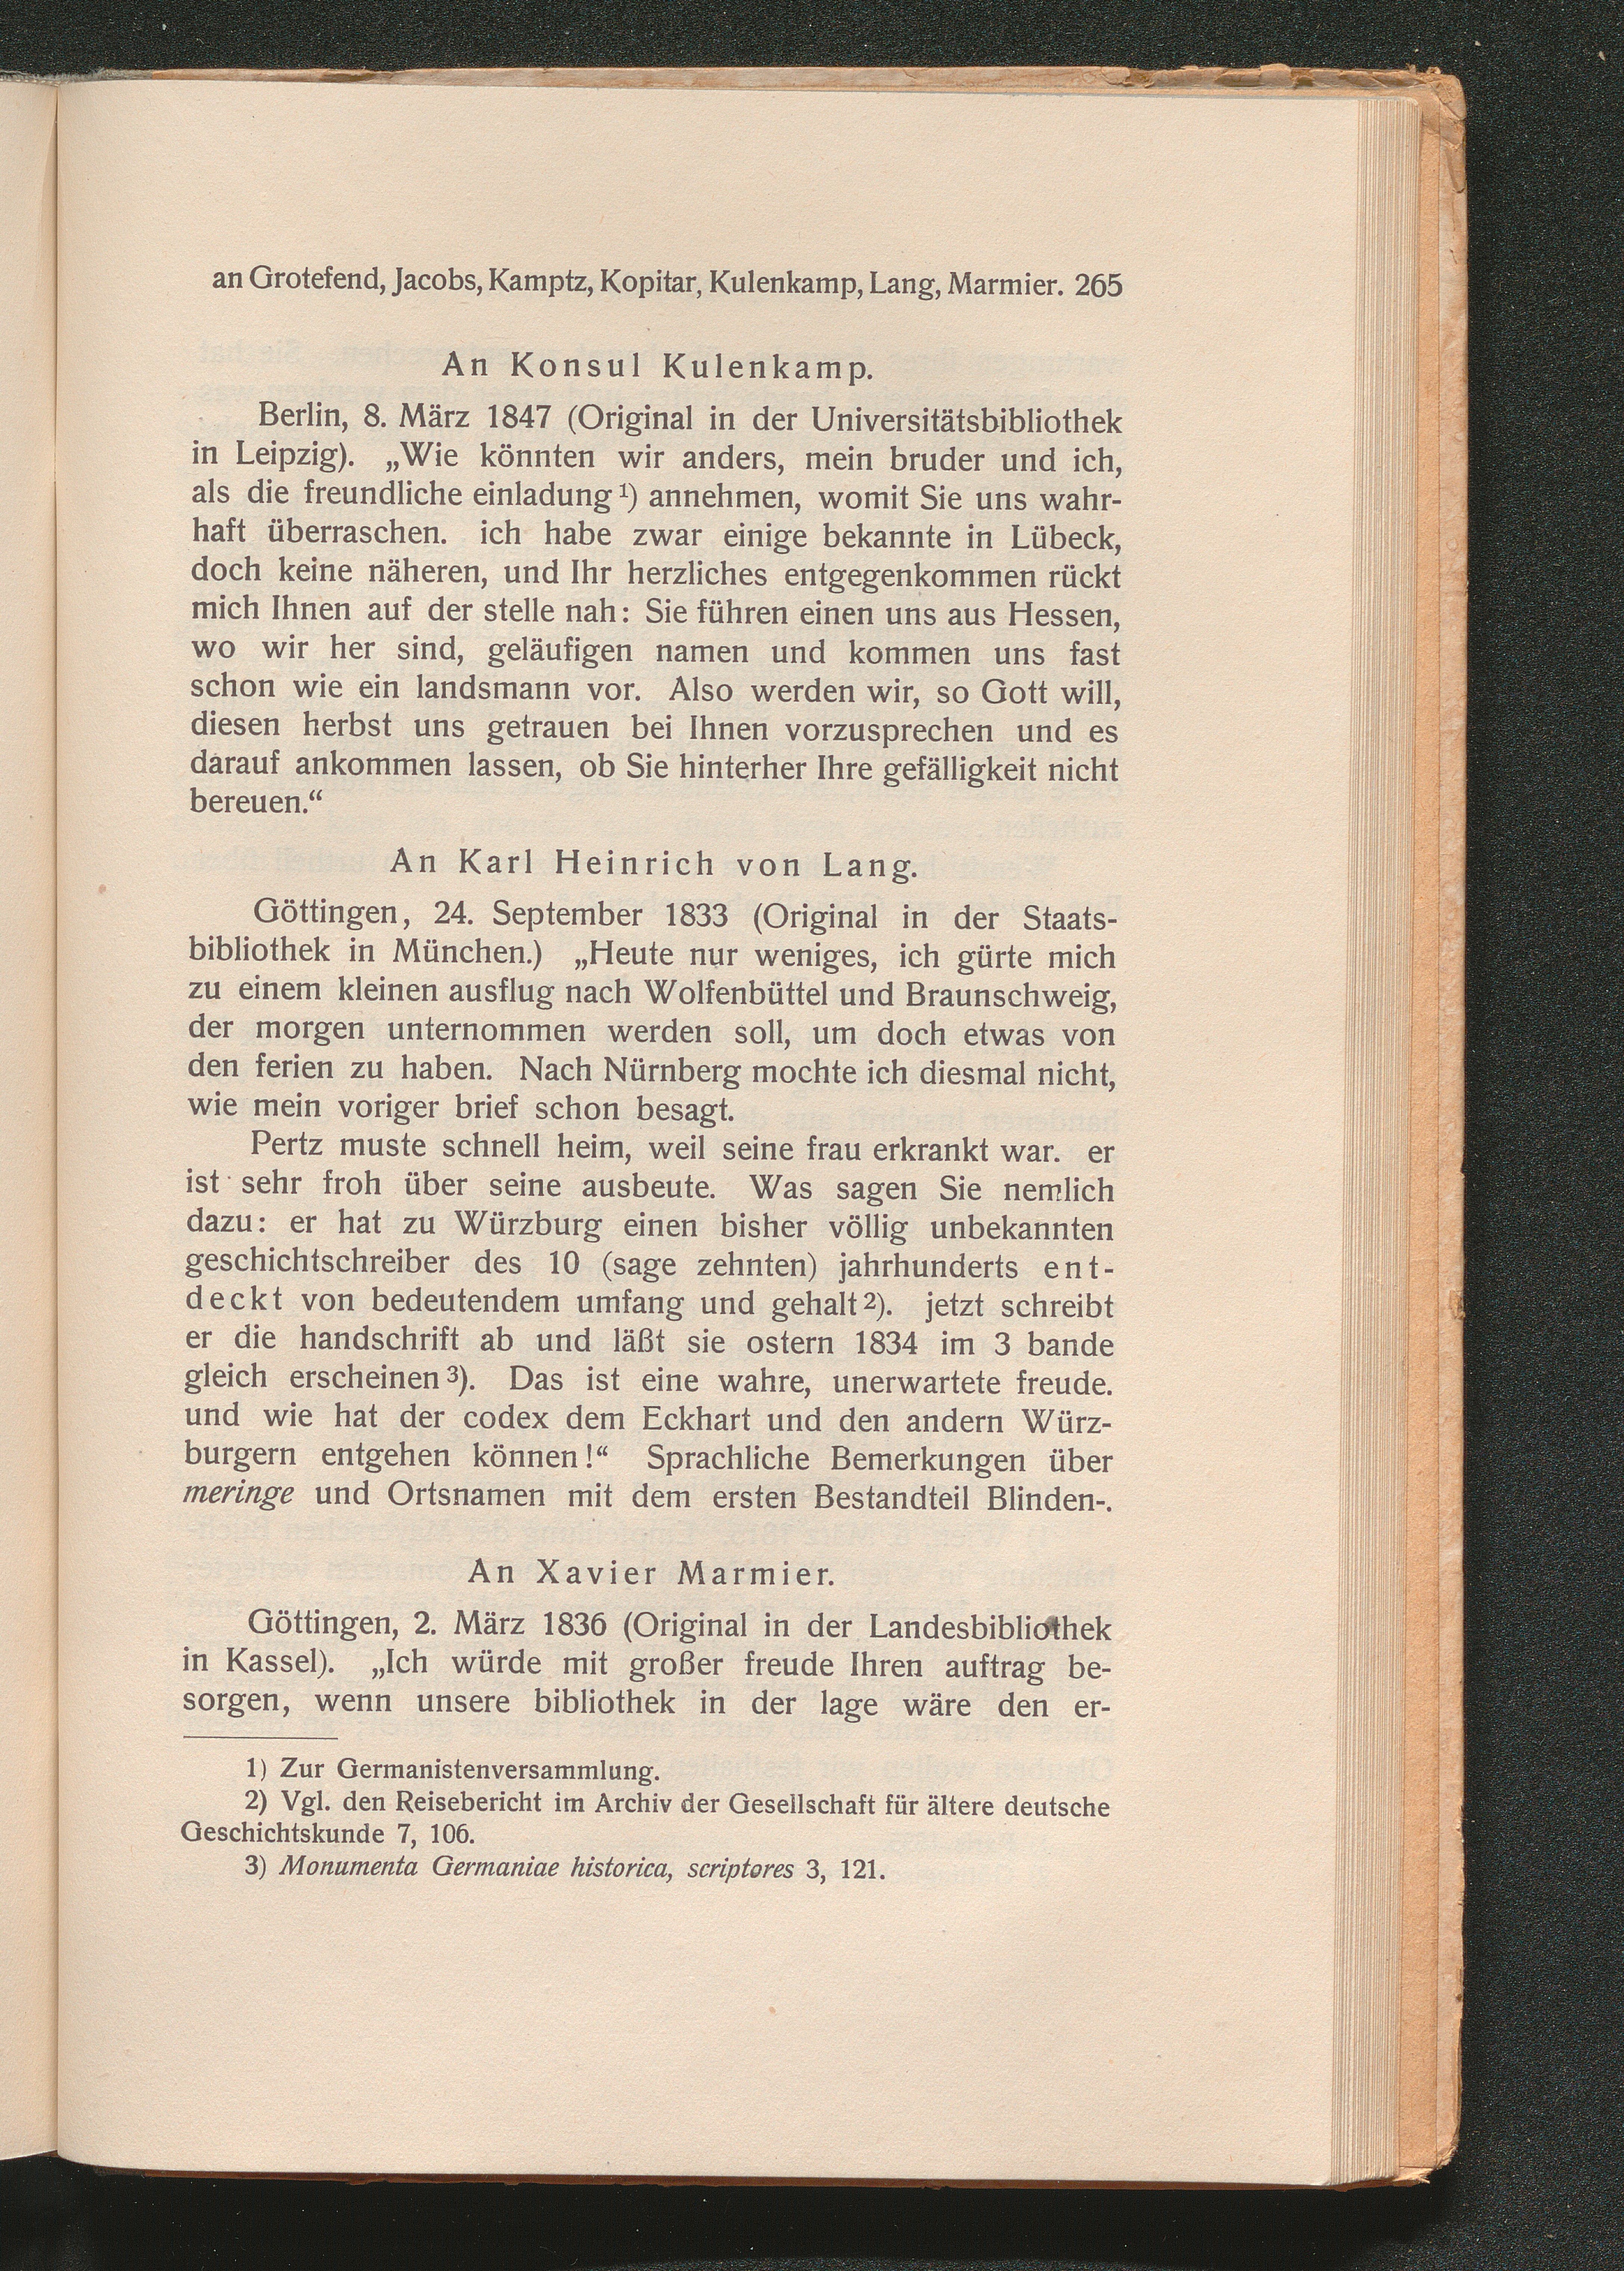 an Grotefend, Jacobs, Kamptz, Kopitar, Kulenkamp, Lang, Marmier. 265
An Konsul Kulenkamp.
Berlin, 8. März 1847 (Original in der Universitätsbibliothek
in Leipzig). „Wie könnten wir anders, mein bruder und ich,
als die freundliche einladung 1) annehmen, womit Sie uns wahr-
haft überraschen. ich habe zwar einige bekannte in Lübeck,
doch keine näheren, und Ihr herzliches entgegenkommen rückt
mich Ihnen auf der stelle nah: Sie führen einen uns aus Hessen,
wo wir her sind, geläufigen namen und kommen uns fast
schon wie ein landsmann vor. Also werden wir, so Gott will,
diesen herbst uns getrauen bei Ihnen vorzusprechen und es
darauf ankommen lassen, ob Sie hinterher Ihre gefälligkeit nicht
bereuen.“
An Karl Heinrich von Lang.
Göttingen, 24. September 1833 (Original in der Staats-
bibliothek in München.) „Heute nur weniges, ich gürte mich
zu einem kleinen ausflug nach Wolfenbüttel und Braunschweig,
der morgen unternommen werden soll, um doch etwas von
den ferien zu haben. Nach Nürnberg mochte ich diesmal nicht,
wie mein voriger brief schon besagt.
Pertz muste schnell heim, weil seine frau erkrankt war. er
ist sehr froh über seine ausbeute. Was sagen Sie nemlich
dazu: er hat zu Würzburg einen bisher völlig unbekannten
geschichtschreiber des 10 (sage zehnten) jahrhunderts ent-
deckt von bedeutendem umfang und gehalt 2). jetzt schreibt
er die handschrift ab und läßt sie ostern 1834 im 3 bande
gleich erscheinen 3). Das ist eine wahre, unerwartete freude.
und wie hat der codex dem Eckhart und den andern Würz-
burgern entgehen können!“ Sprachliche Bemerkungen über
meringe und Ortsnamen mit dem ersten Bestandteil Blinden-.
An Xavier Marmier.
Göttingen, 2. März 1836 (Original in der Landesbibliothek
in Kassel). „Ich würde mit großer freude Ihren auftrag be-
sorgen, wenn unsere bibliothek in der lage wäre den er-
1) Zur Germanistenversammlung.
2) Vgl. den Reisebericht im Archiv der Gesellschaft für ältere deutsche
Geschichtskunde 7, 106.
3) Monumenta Germaniae historica, scriptores 3, 121.